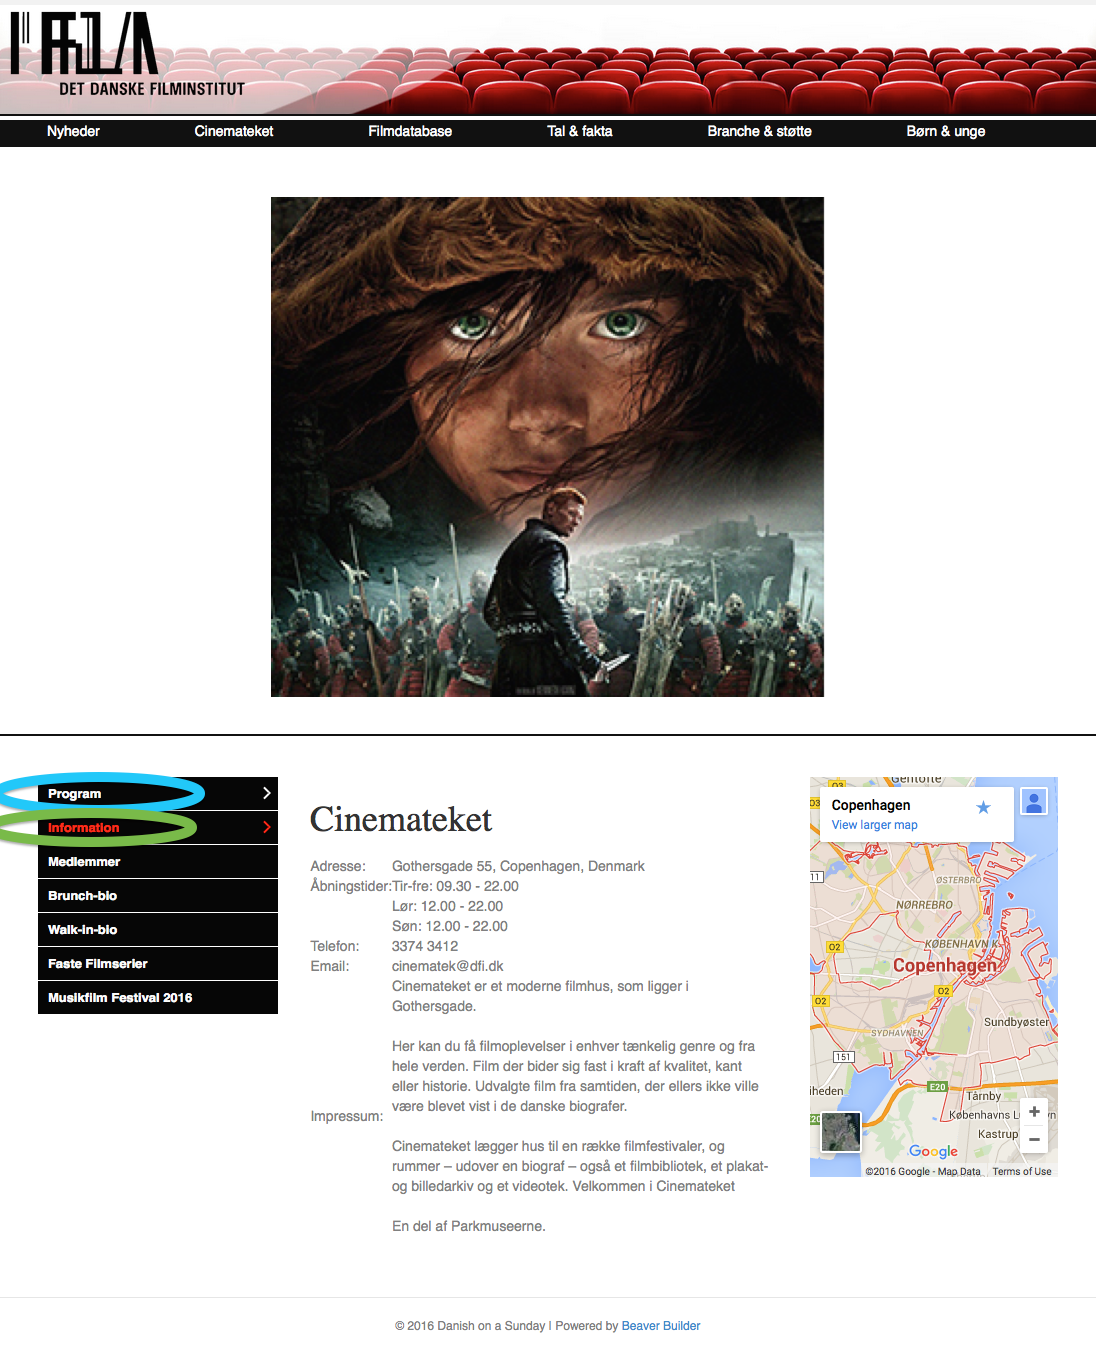 DET DANSKE FILMINSTITUT
Nyheder Cinemateket Filmdatabase Tal & fakta Branche & støtte Børn & unge
Program
Information
Medlemmer
Brunch-bio
Walk-in-bio
Faste Filmserier
Musikfilm Festival 2016
Cinemateket
Adresse: Gothersgade 55, Copenhagen, Denmark
Åbningstider:Tir-fre: 09.30 - 22.00
Lør: 12.00 - 22.00
Søn: 12.00 - 22.00
Telefon: 3374 3412
Email: cinematek@dfi.dk
Cinemateket er et moderne filmhus, som ligger i
Gothersgade.
Her kan du få filmoplevelser i enhver tænkelig genre og fra
hele verden. Film der bider sig fast i kraft af kvalitet, kant
eller historie. Udvalgte film fra samtiden, der ellers ikke ville
være blevet vist i de danske biografer.
Impressum:
Cinemateket lægger hus til en række filmfestivaler, og
rummer – udover en biograf – også et filmbibliotek, et plakat-
og billedarkiv og et videotek. Velkommen i Cinemateket
En del af Parkmuseerne.
Gentofte
O3
Copenhagen
View larger map
11
ØSTERBRO
NØRREBRO
O2
KØBENHAVN K
Copenhagen
O2
O2
SYDHAVNEN
Sundbyøster
151
E20
iheden
Tårnby
Københavns L
Kastrup
Google
©2016 Google - Map Data Terms of Use
© 2016 Danish on a Sunday | Powered by Beaver Builder